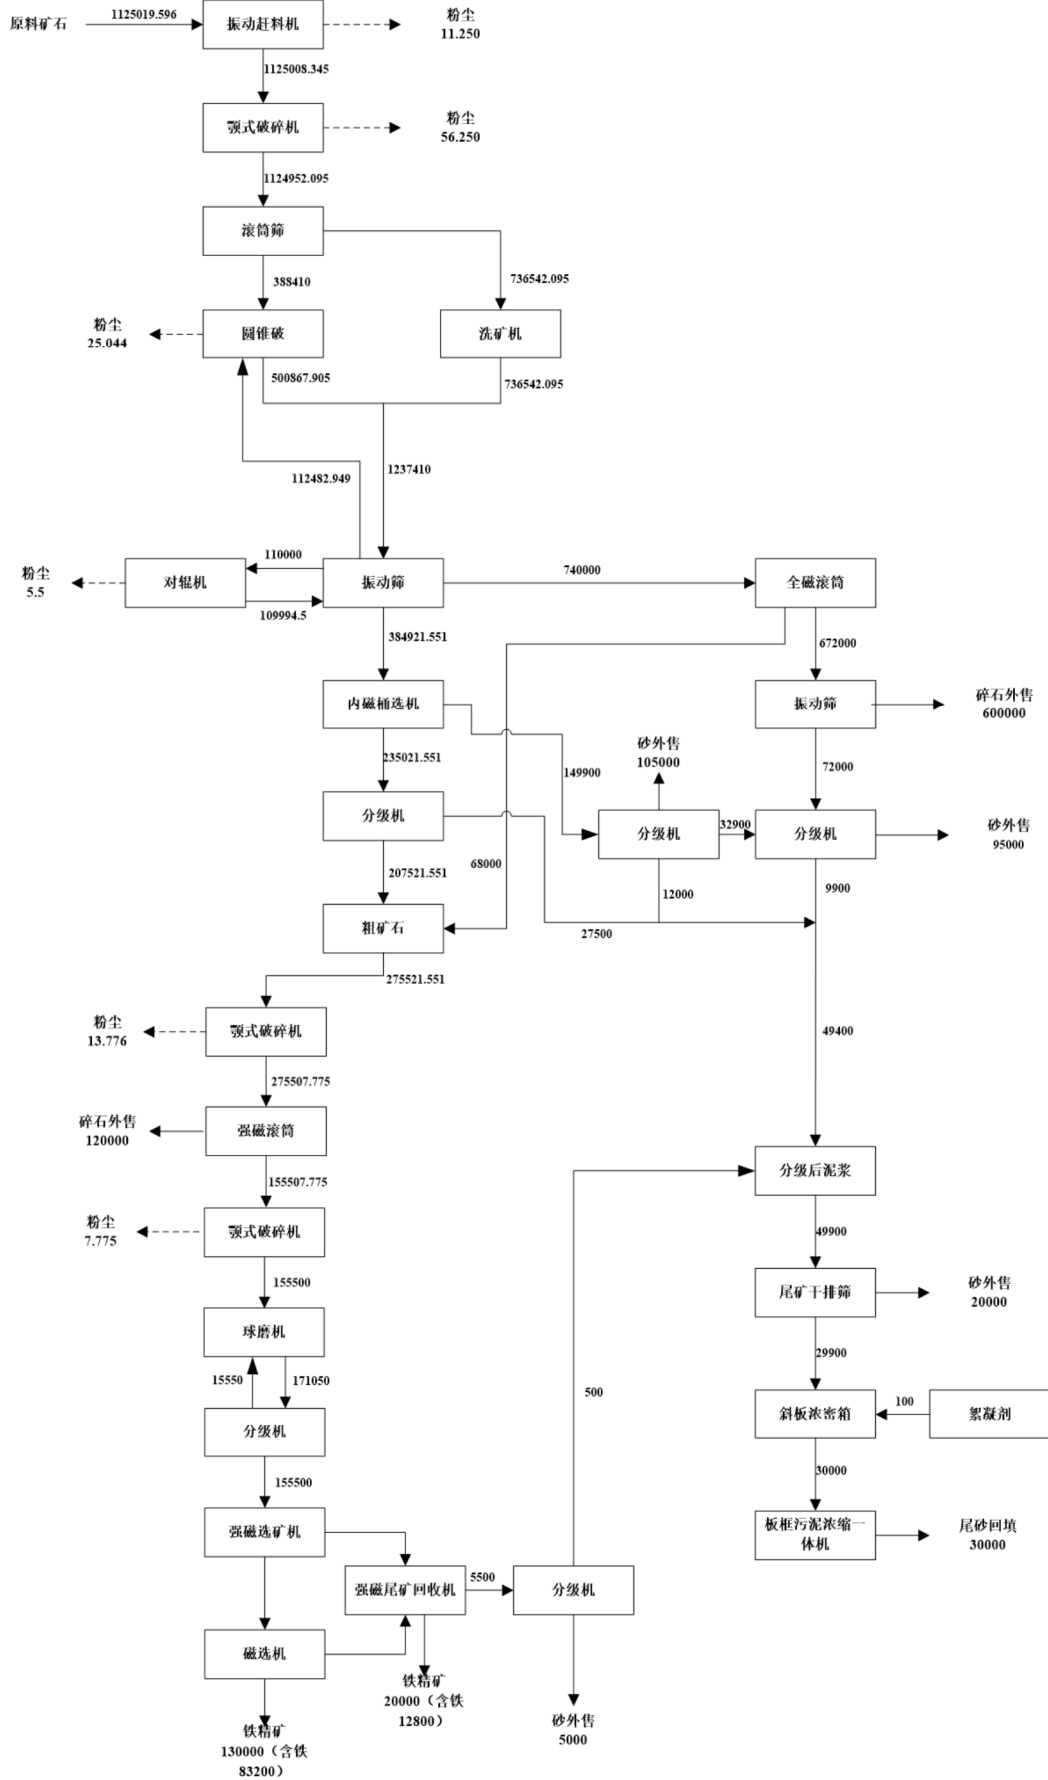 原料矿石
1125019.596
振动赶料机
粉尘
11.250
1125008.345
颚式破碎机
粉尘
56.250
1124952.095
滚筒筛
388410
736542.095
粉尘
25.044
圆锥破
洗矿机
500867.905
736542.095
112482.949
1237410
粉尘
5.5
对辊机
110000
109994.5
振动筛
740000
全磁滚筒
384921.551
672000
内磁桶选机
振动筛
碎石外售
600000
235021.551
149900
砂外售
105000
72000
分级机
分级机
32900
分级机
砂外售
95000
207521.551
68000
12000
9900
粗矿石
27500
275521.551
粉尘
13.776
颚式破碎机
49400
275507.775
碎石外售
120000
强磁滚筒
155507.775
分级后泥浆
粉尘
7.775
颚式破碎机
49900
155500
尾矿干排筛
砂外售
20000
球磨机
29900
15550
171050
500
斜板浓密箱
100
絮凝剂
分级机
30000
155500
强磁选矿机
板框污泥浓缩一
体机
尾砂回填
30000
强磁尾矿回收机
5500
分级机
磁选机
铁精矿
20000（含铁
12800）
砂外售
5000
铁精矿
130000（含铁
83200）